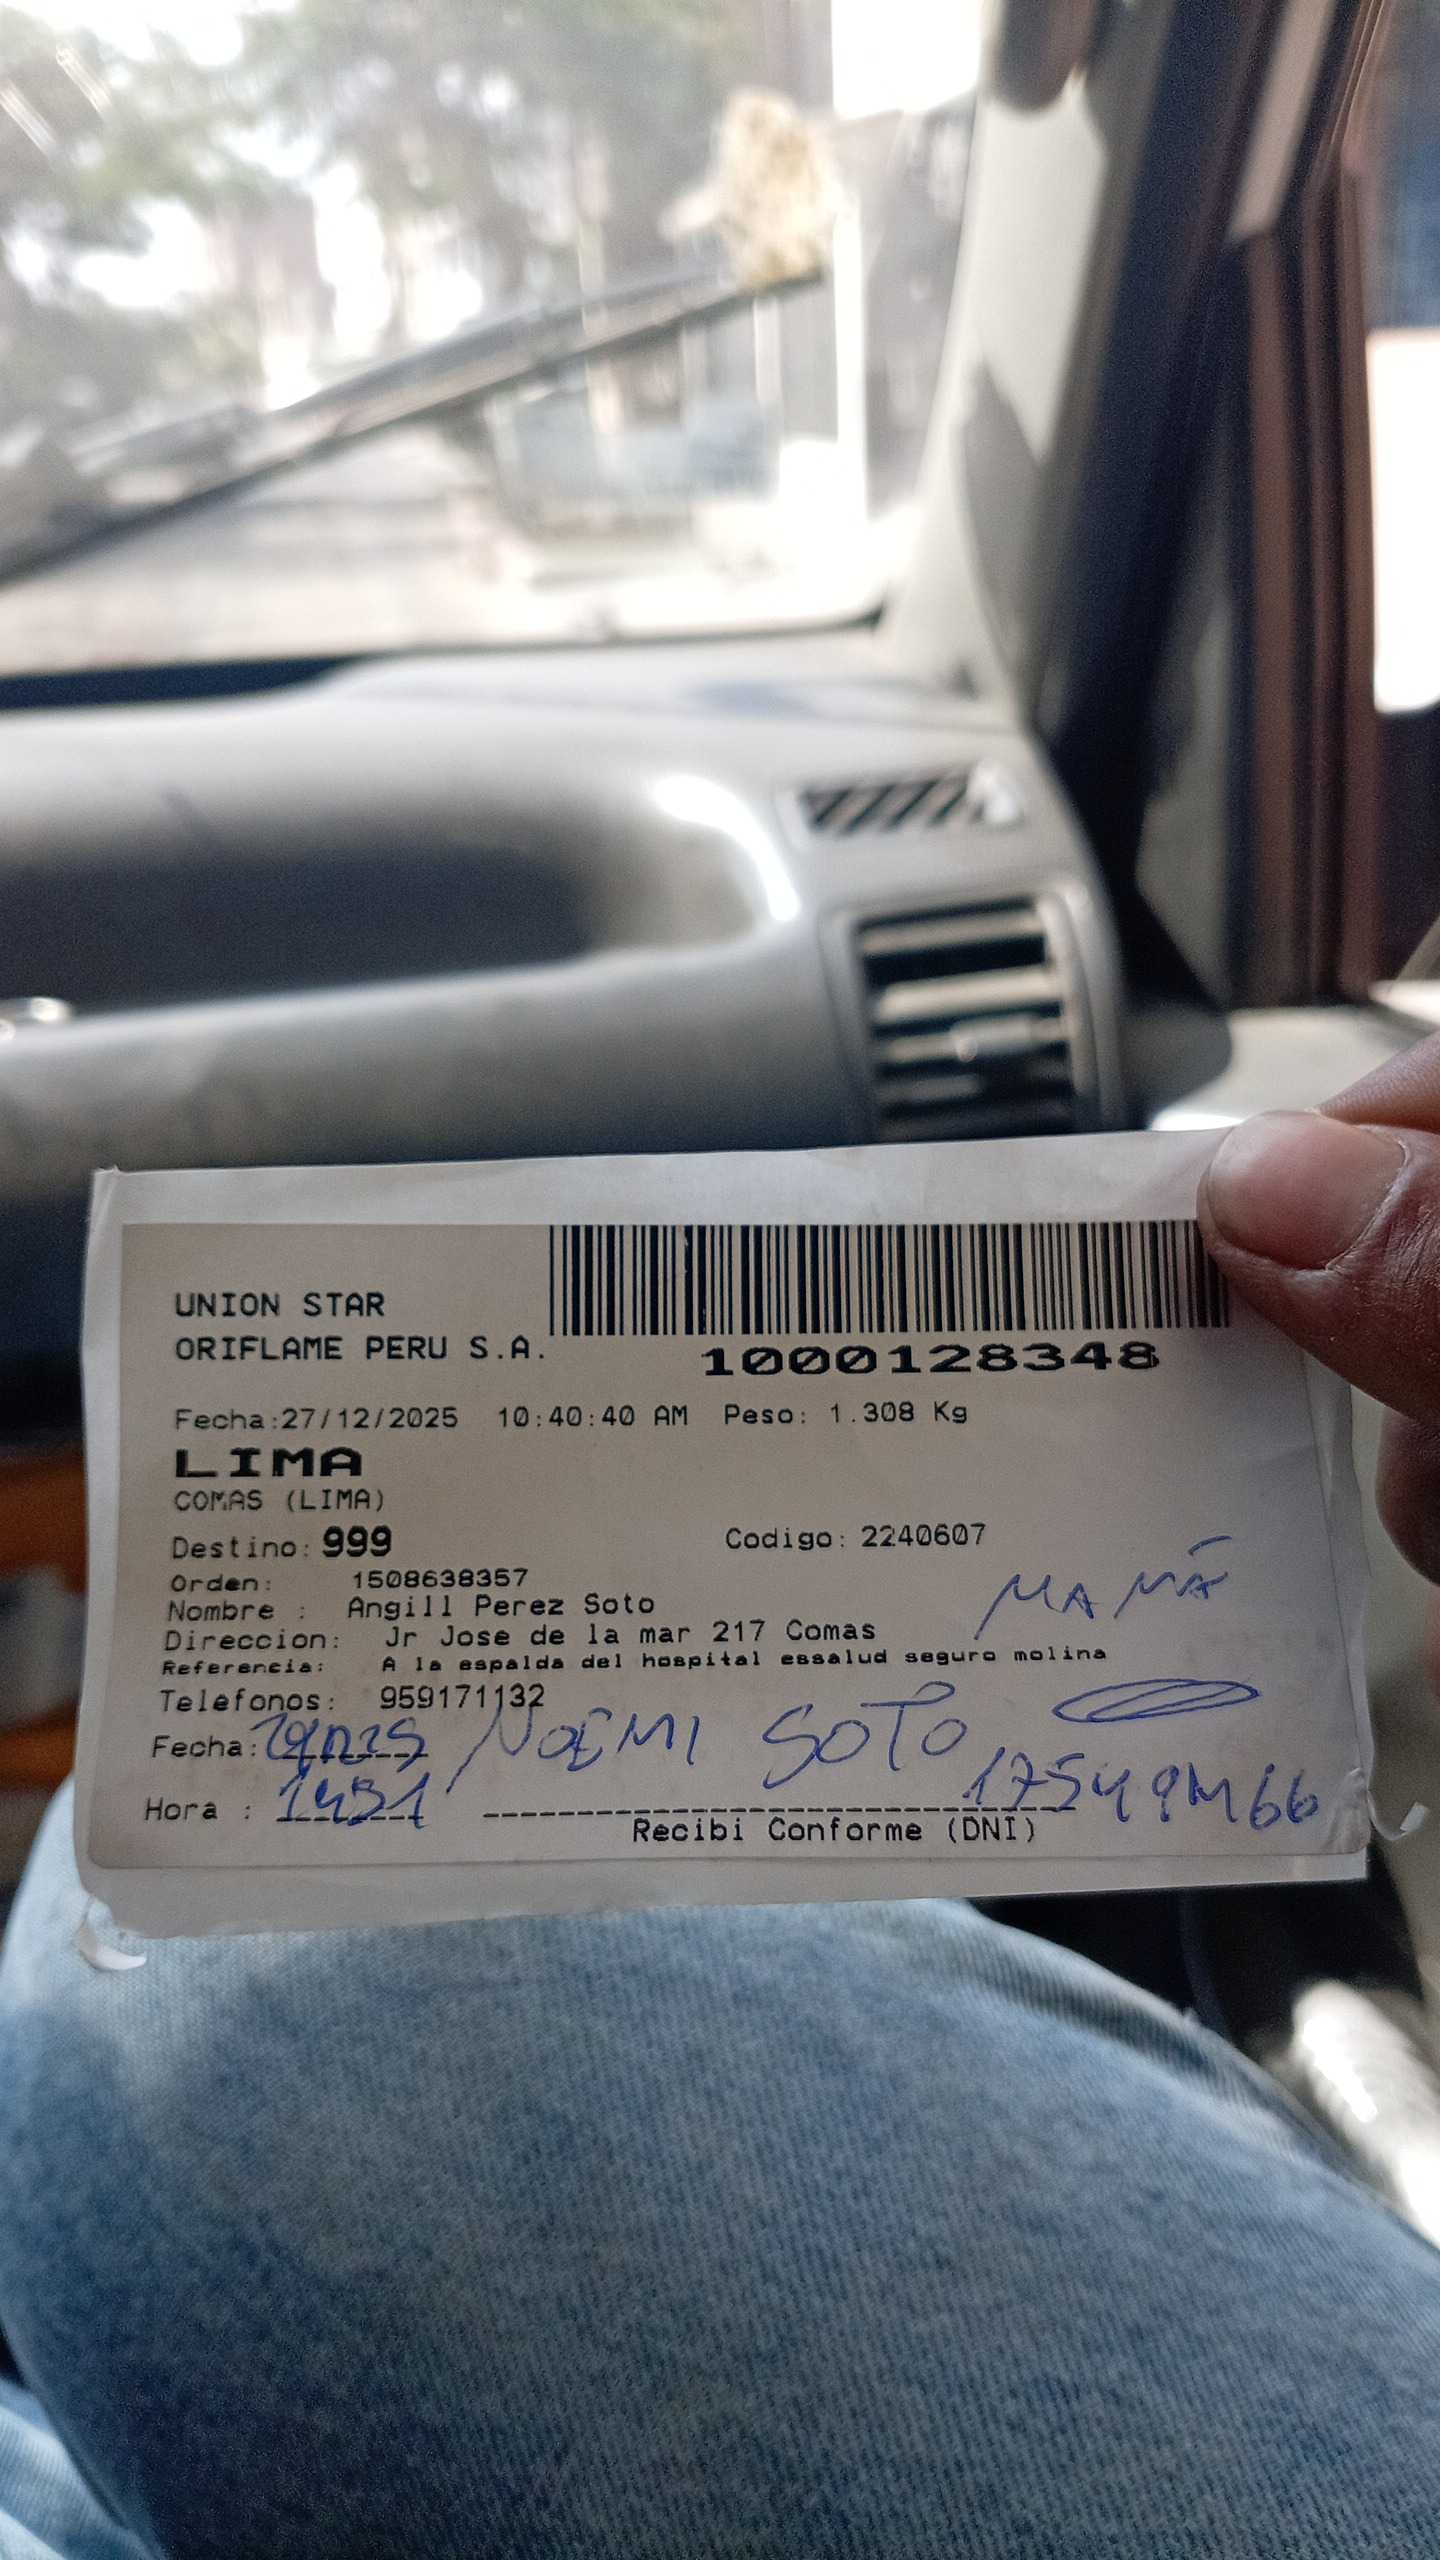 UNION STAR
ORIFLAME PERU S.A.
1000128348
Fecha:27/12/2025 10:40:40 AM Peso: 1.308 Kg
LIMA
COMAS (LIMA)
Destino: 999 Codigo: 2240607
Orden: 1508638357
Nombre : Angill Perez Soto
MAMÁ
Direccion: Jr Jose de la mar 217 Comas
Referencia: A la espalda del hospital essalud seguro molina
Telefonos: 959171132
Fecha: NOEMI SOTO
Hora :
Recibi Conforme (DNI)